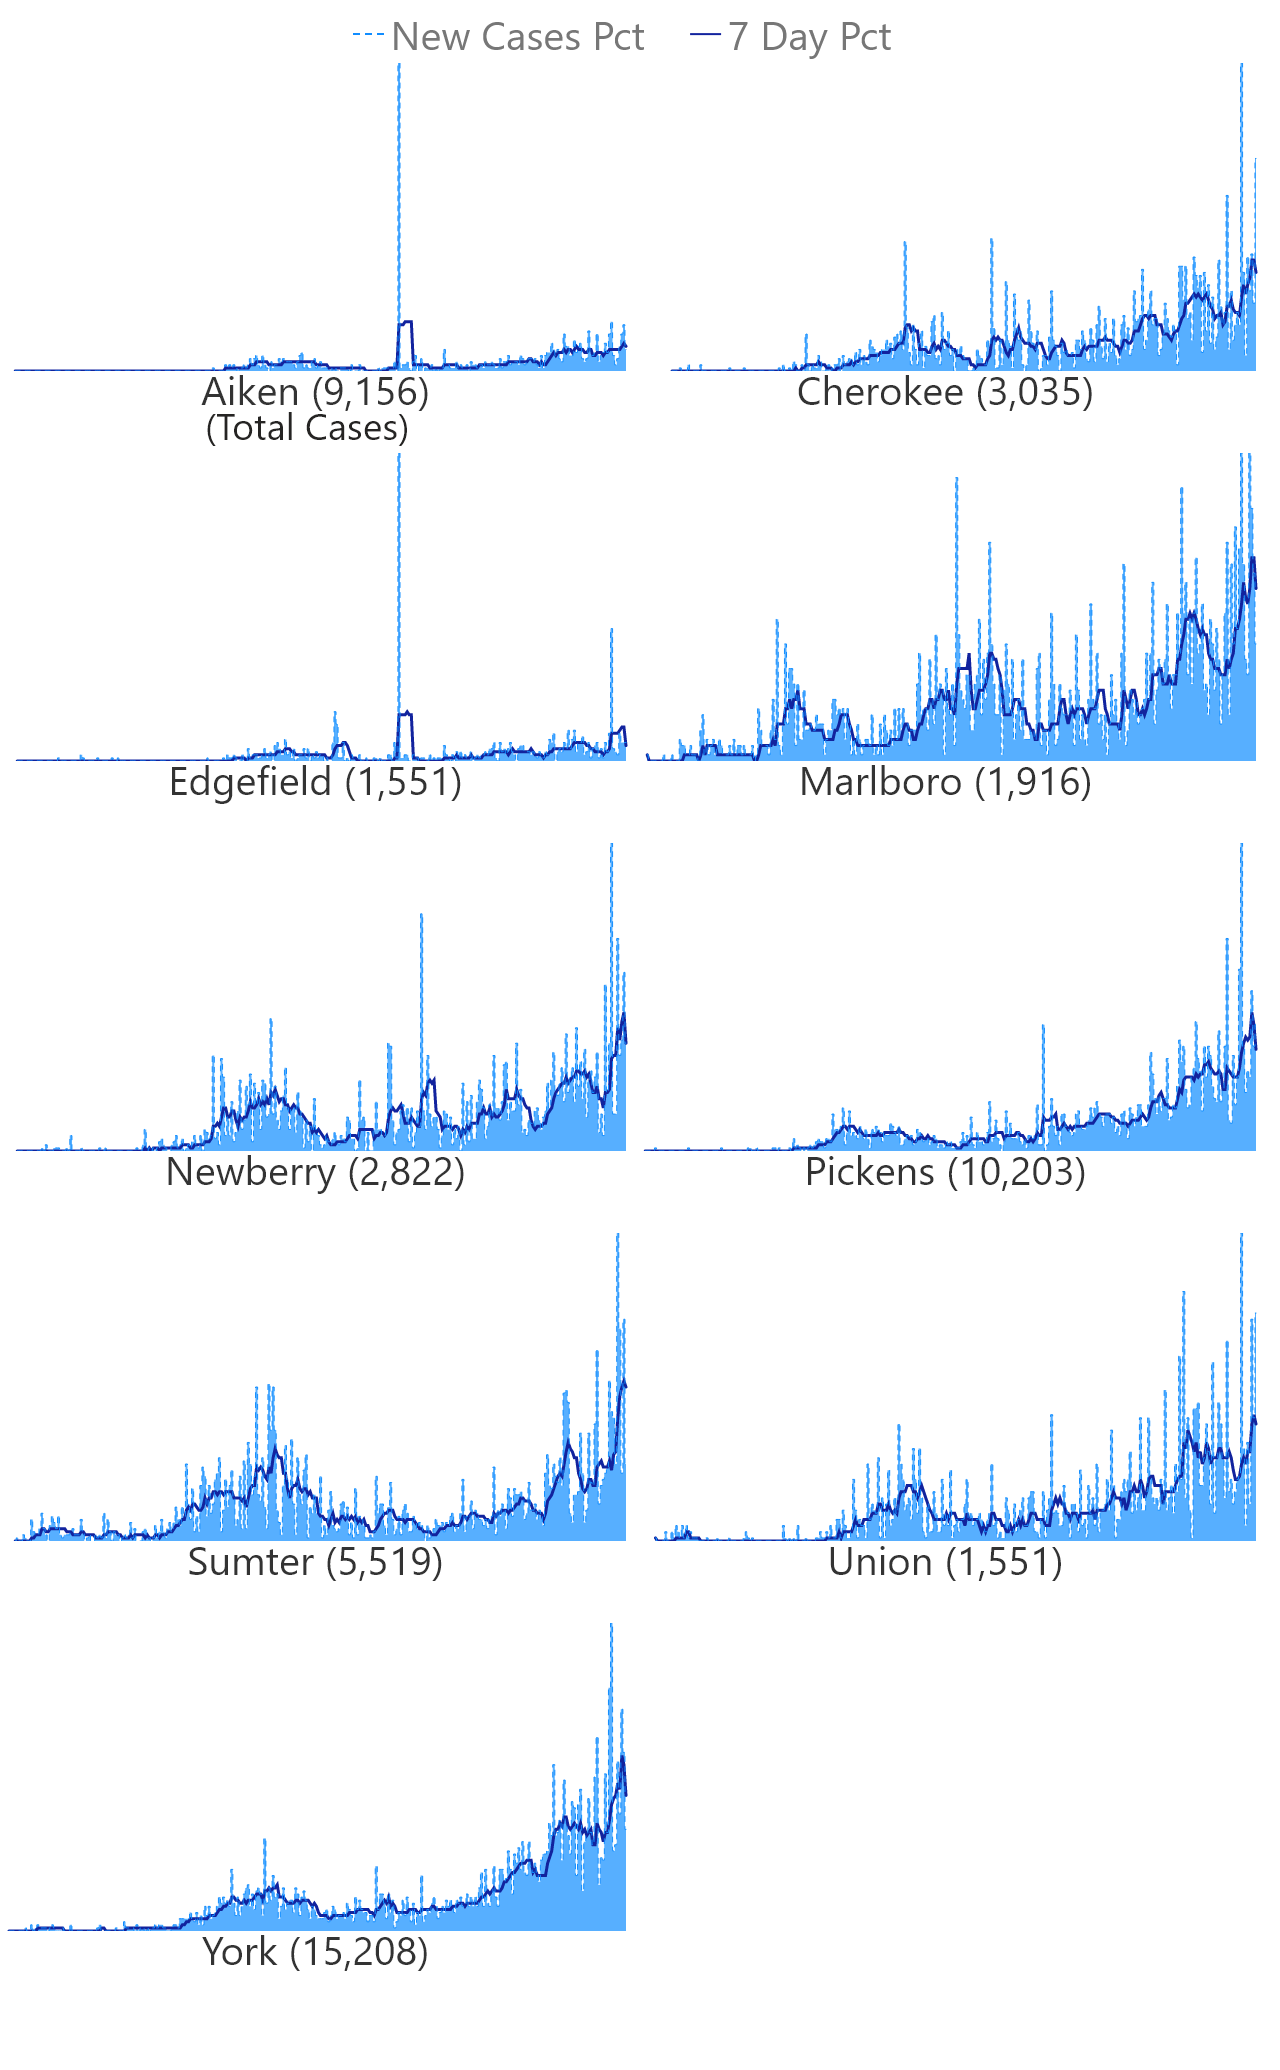 New Cases Pct 7 Day Pct
Aiken (9,156)
(Total Cases)
Cherokee (3,035)
Edgefield (1,551)
Marlboro (1,916)
Newberry (2,822)
Pickens (10,203)
Sumter (5,519)
Union (1,551)
York (15,208)